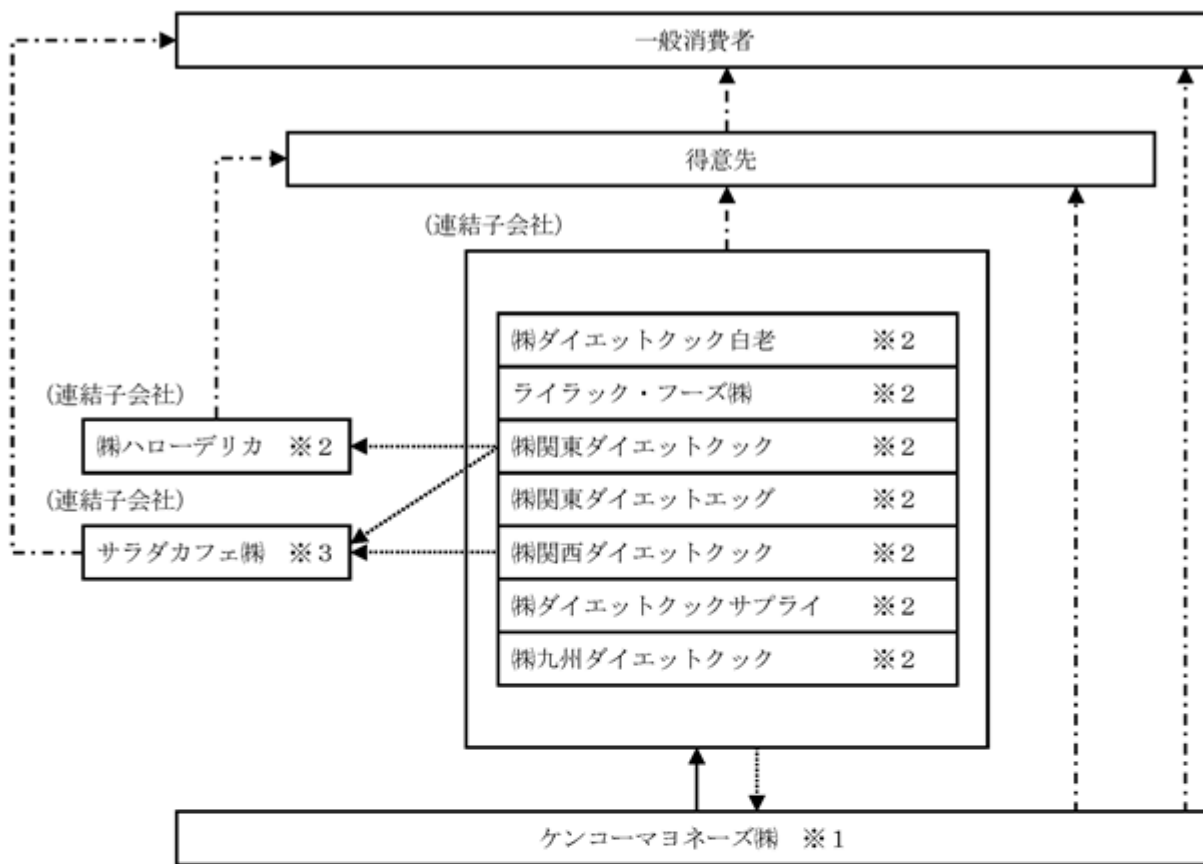 一般消費者
得意先
(連結子会社)
㈱ダイエットクック白老 ※2
ライラック・フーズ㈱ ※2
(連結子会社)
㈱ハローデリカ ※2
㈱関東ダイエットクック ※2
(連結子会社)
㈱関東ダイエットエッグ ※2
サラダカフェ㈱ ※3
㈱関西ダイエットクック ※2
㈱ダイエットクックサプライ ※2
㈱九州ダイエットクック ※2
ケンコーマヨネーズ㈱ ※1